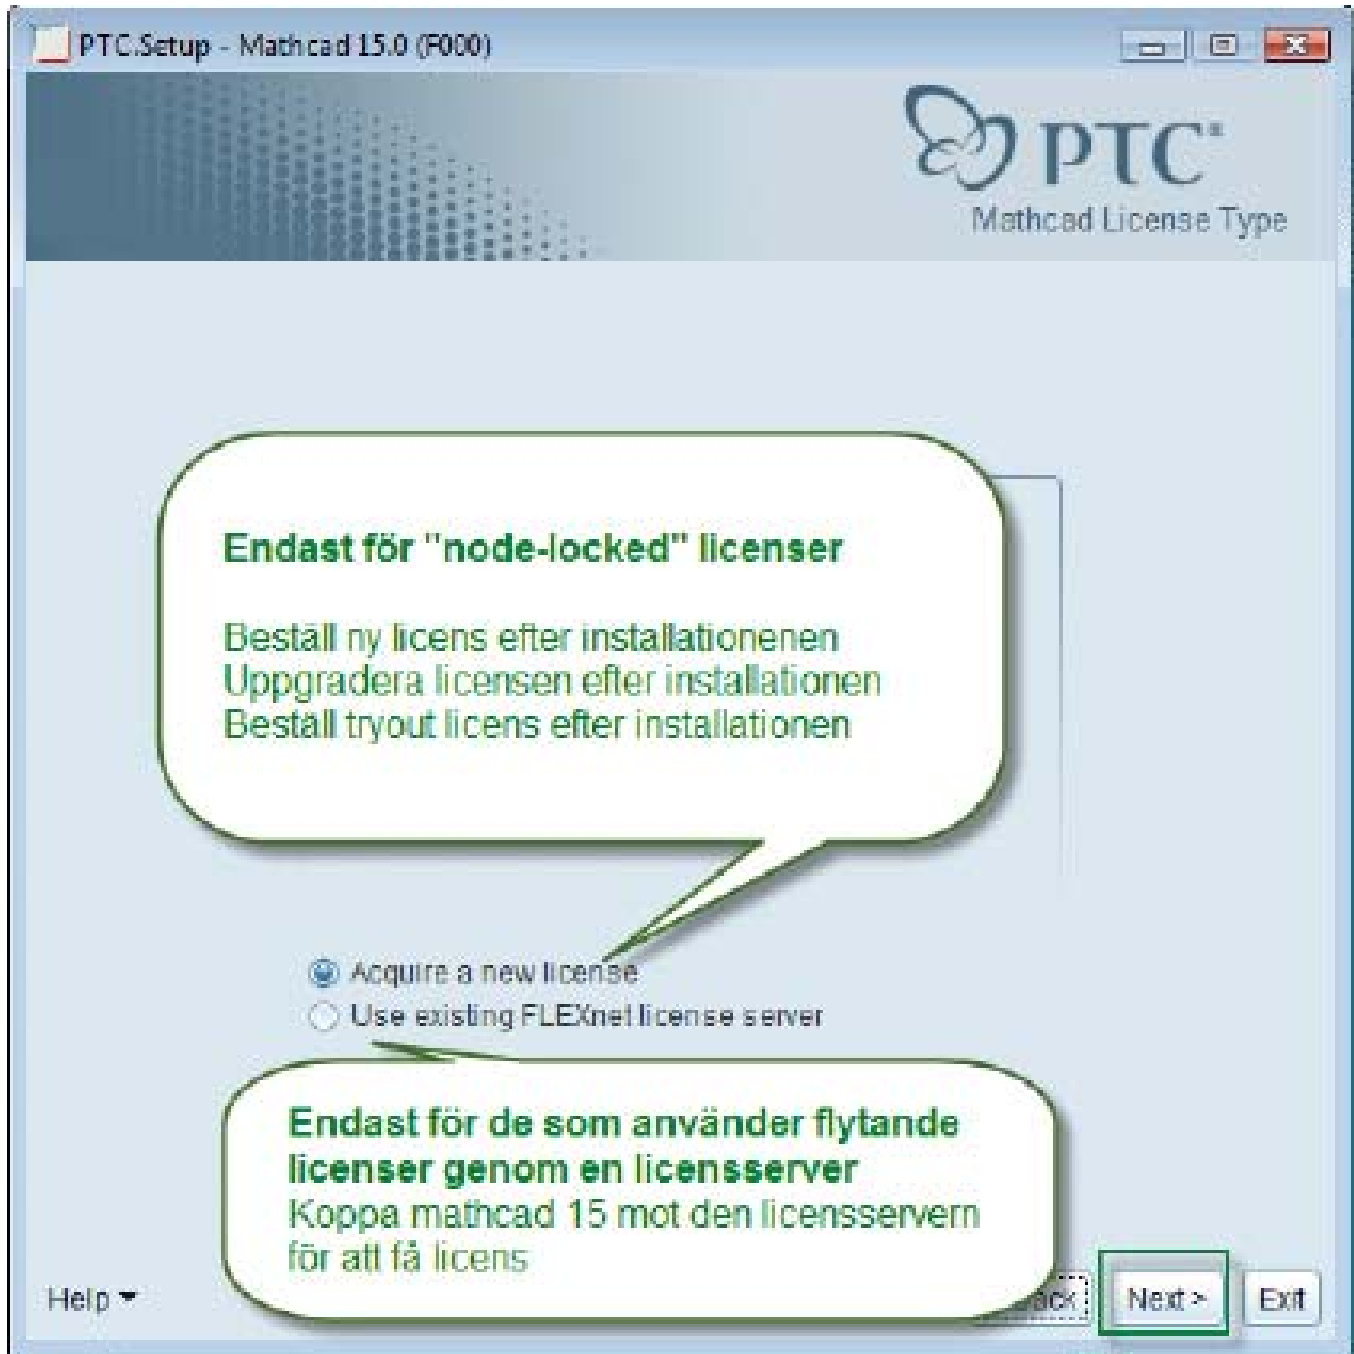 PTC.Setup - Mathcad 15.0 (F000)
PTC®
Mathcad License Type
Endast för "node-locked" licenser
Beställ ny licens efter installationenen
Uppgradera licensen efter installationen
Beställ tryout licens efter installationen
Acquire a new license
Use existing FLEXnet license server
Endast för de som använder flytande
licenser genom en licensserver
Koppa mathcad 15 mot den licensservern
för att få licens
Help
Next >
Exit